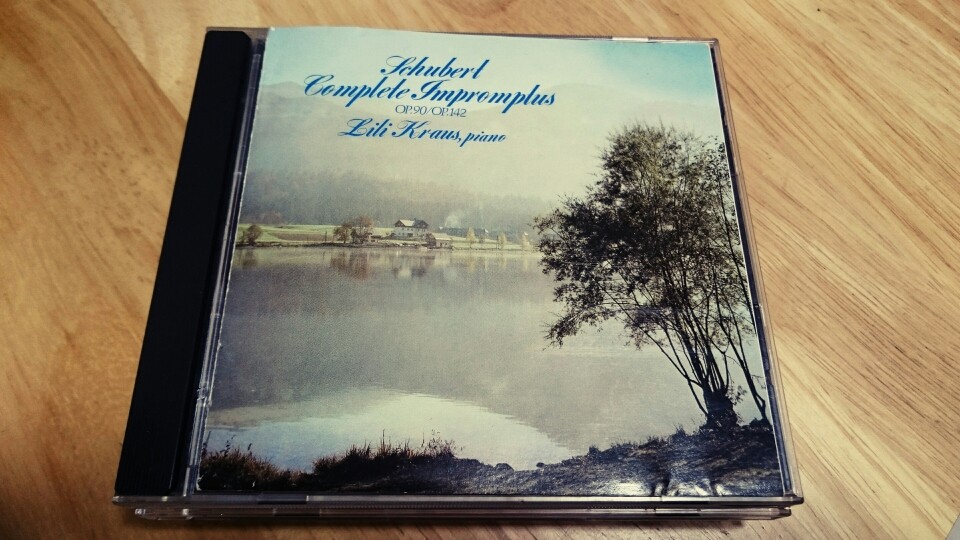 Schubert
Complete Impromptus
OP.90/OP.142
Lili Kraus, piano